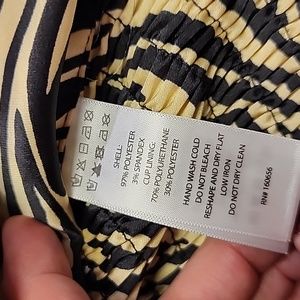 SHELL:
97% POLYESTER
3% SPANDEX
CUP LINING:
70% POLYURETHANE
30% POLYESTER
HAND WASH COLD
DO NOT BLEACH
RESHAPE AND DRY FLAT
LOW IRON
DO NOT DRY CLEAN
RN# 160656